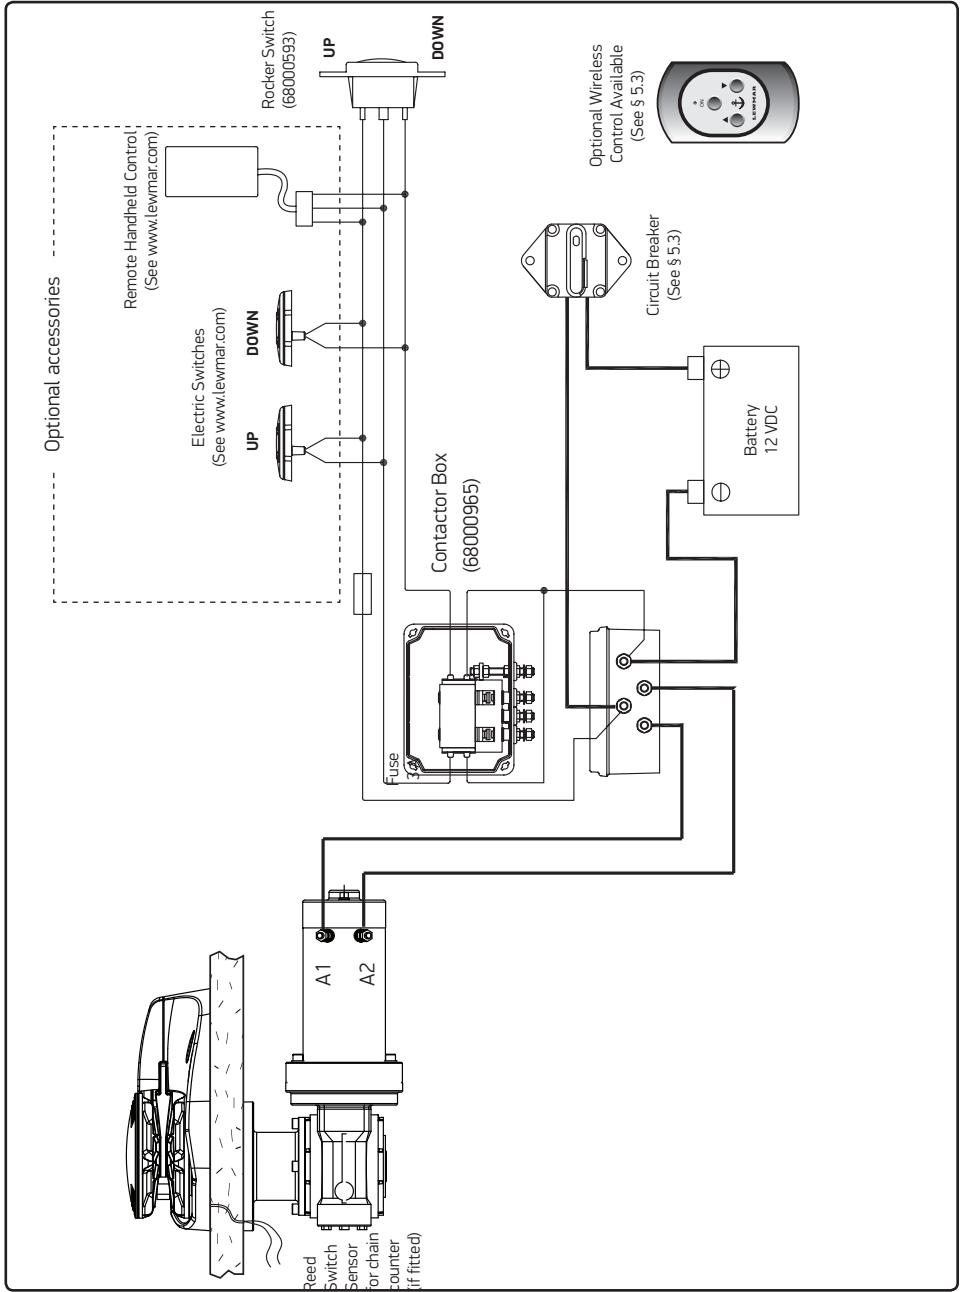 Rocker Switch
(68000593)
UP
DOWN
Optional Wireless
Control Available
(See § 5.3)
ON
LEWMAR
Optional accessories
Remote Handheld Control
(See www.lewmar.com)
Electric Switches
(See www.lewmar.com)
UP
DOWN
Circuit Breaker
(See § 5.3)
Contactor Box
(68000965)
Battery
12 VDC
Fuse
A1
A2
Reed
Switch
Sensor
for chain
counter
(if fitted)